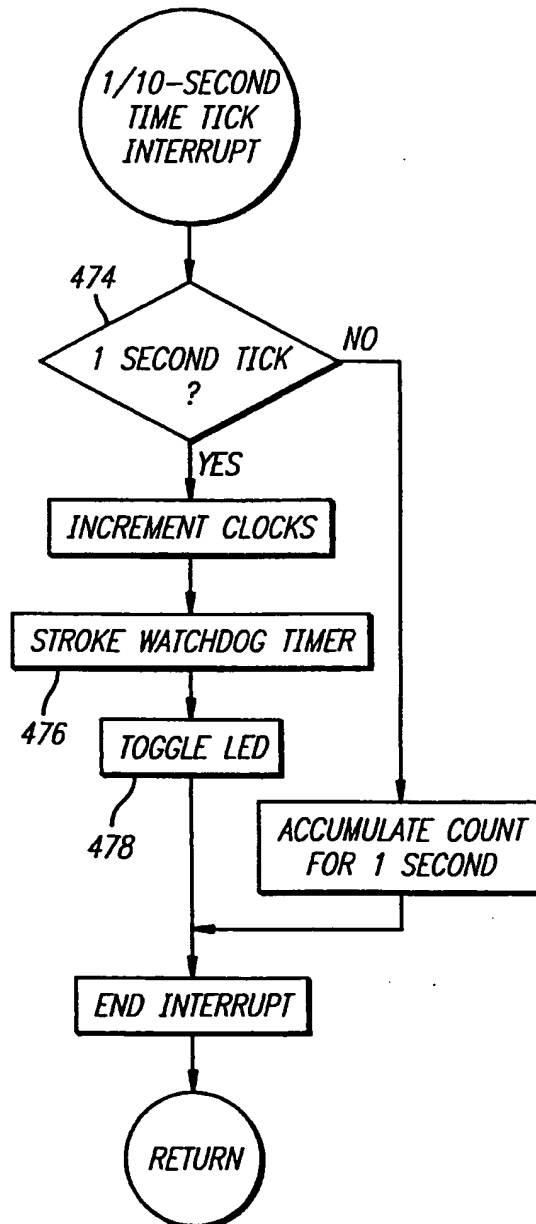 1/10-SECOND
TIME TICK
INTERRUPT
474
1 SECOND TICK
?
NO
YES
INCREMENT CLOCKS
STROKE WATCHDOG TIMER
476
TOGGLE LED
478
ACCUMULATE COUNT
FOR 1 SECOND
END INTERRUPT
RETURN